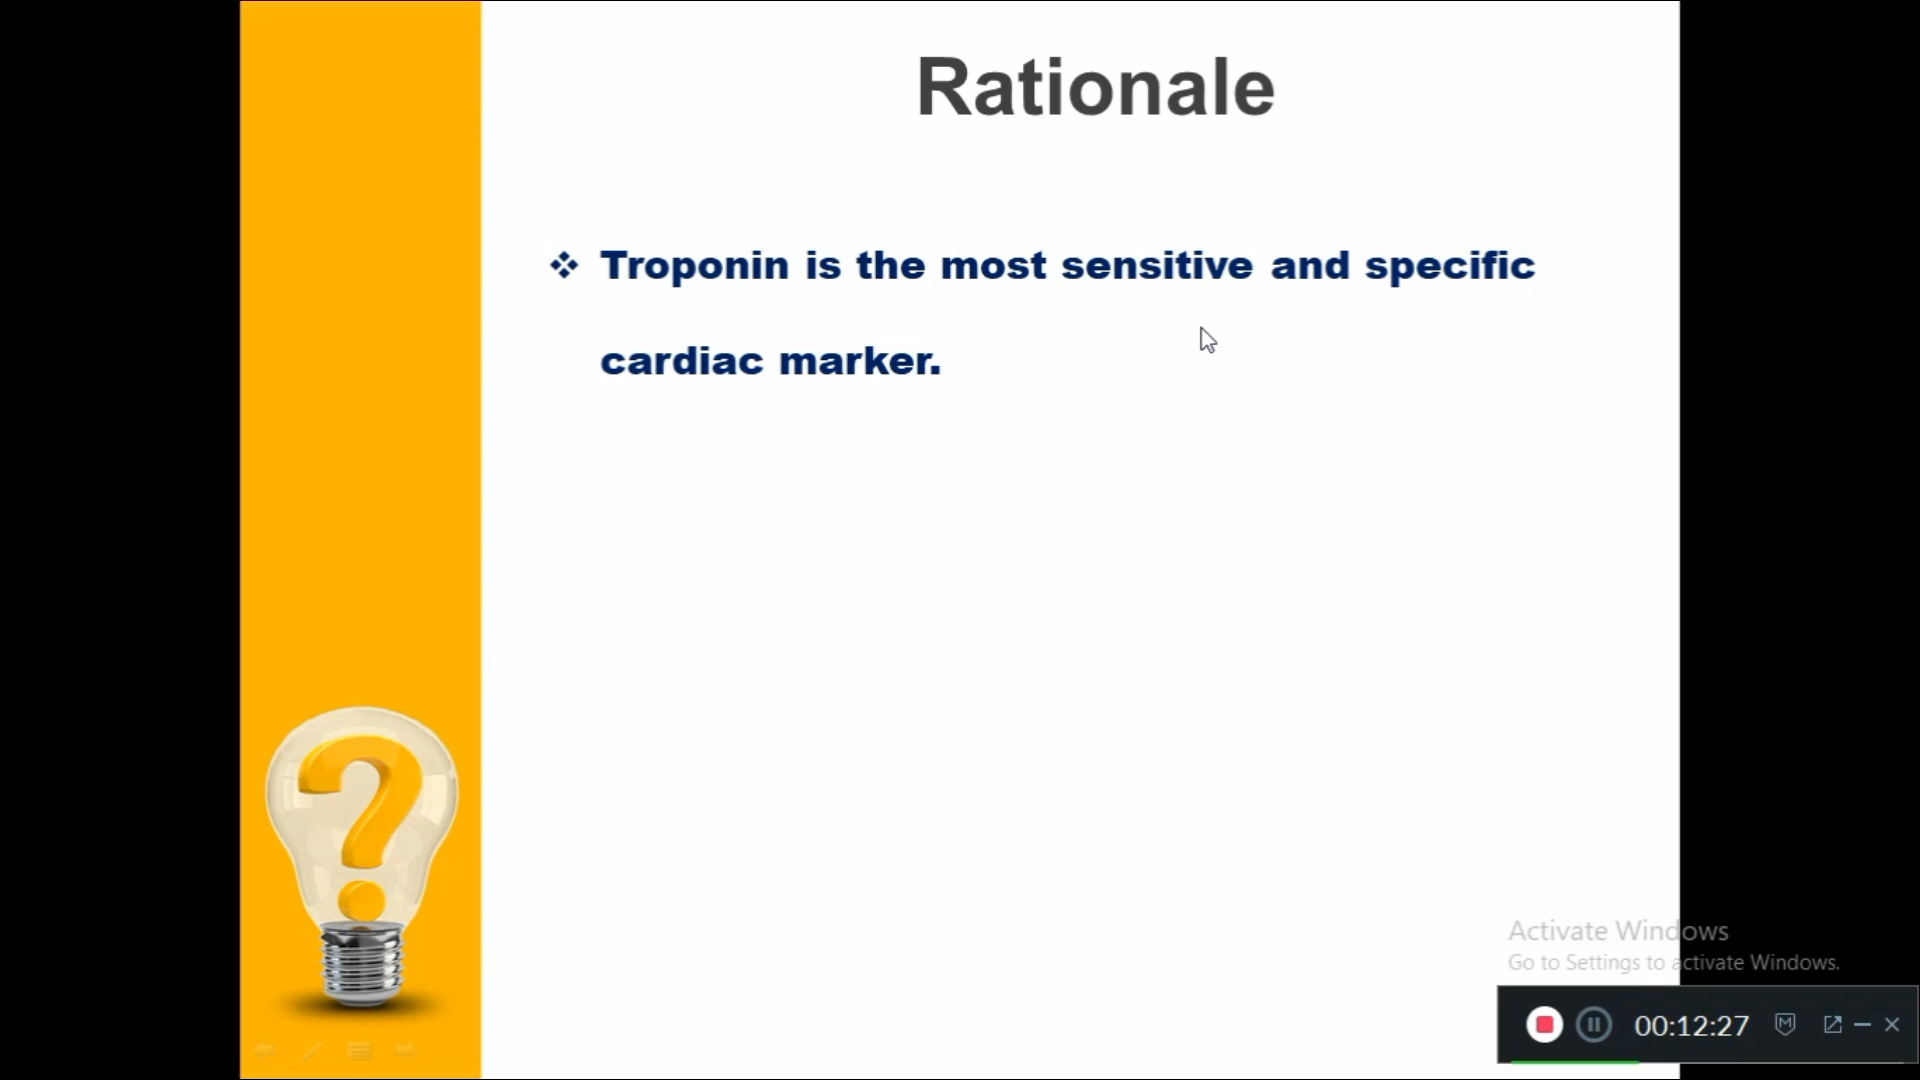 Rationale
❖ Troponin is the most sensitive and specific
cardiac marker.
Activate Windows
Go to Settings to activate Windows.
00:12:27